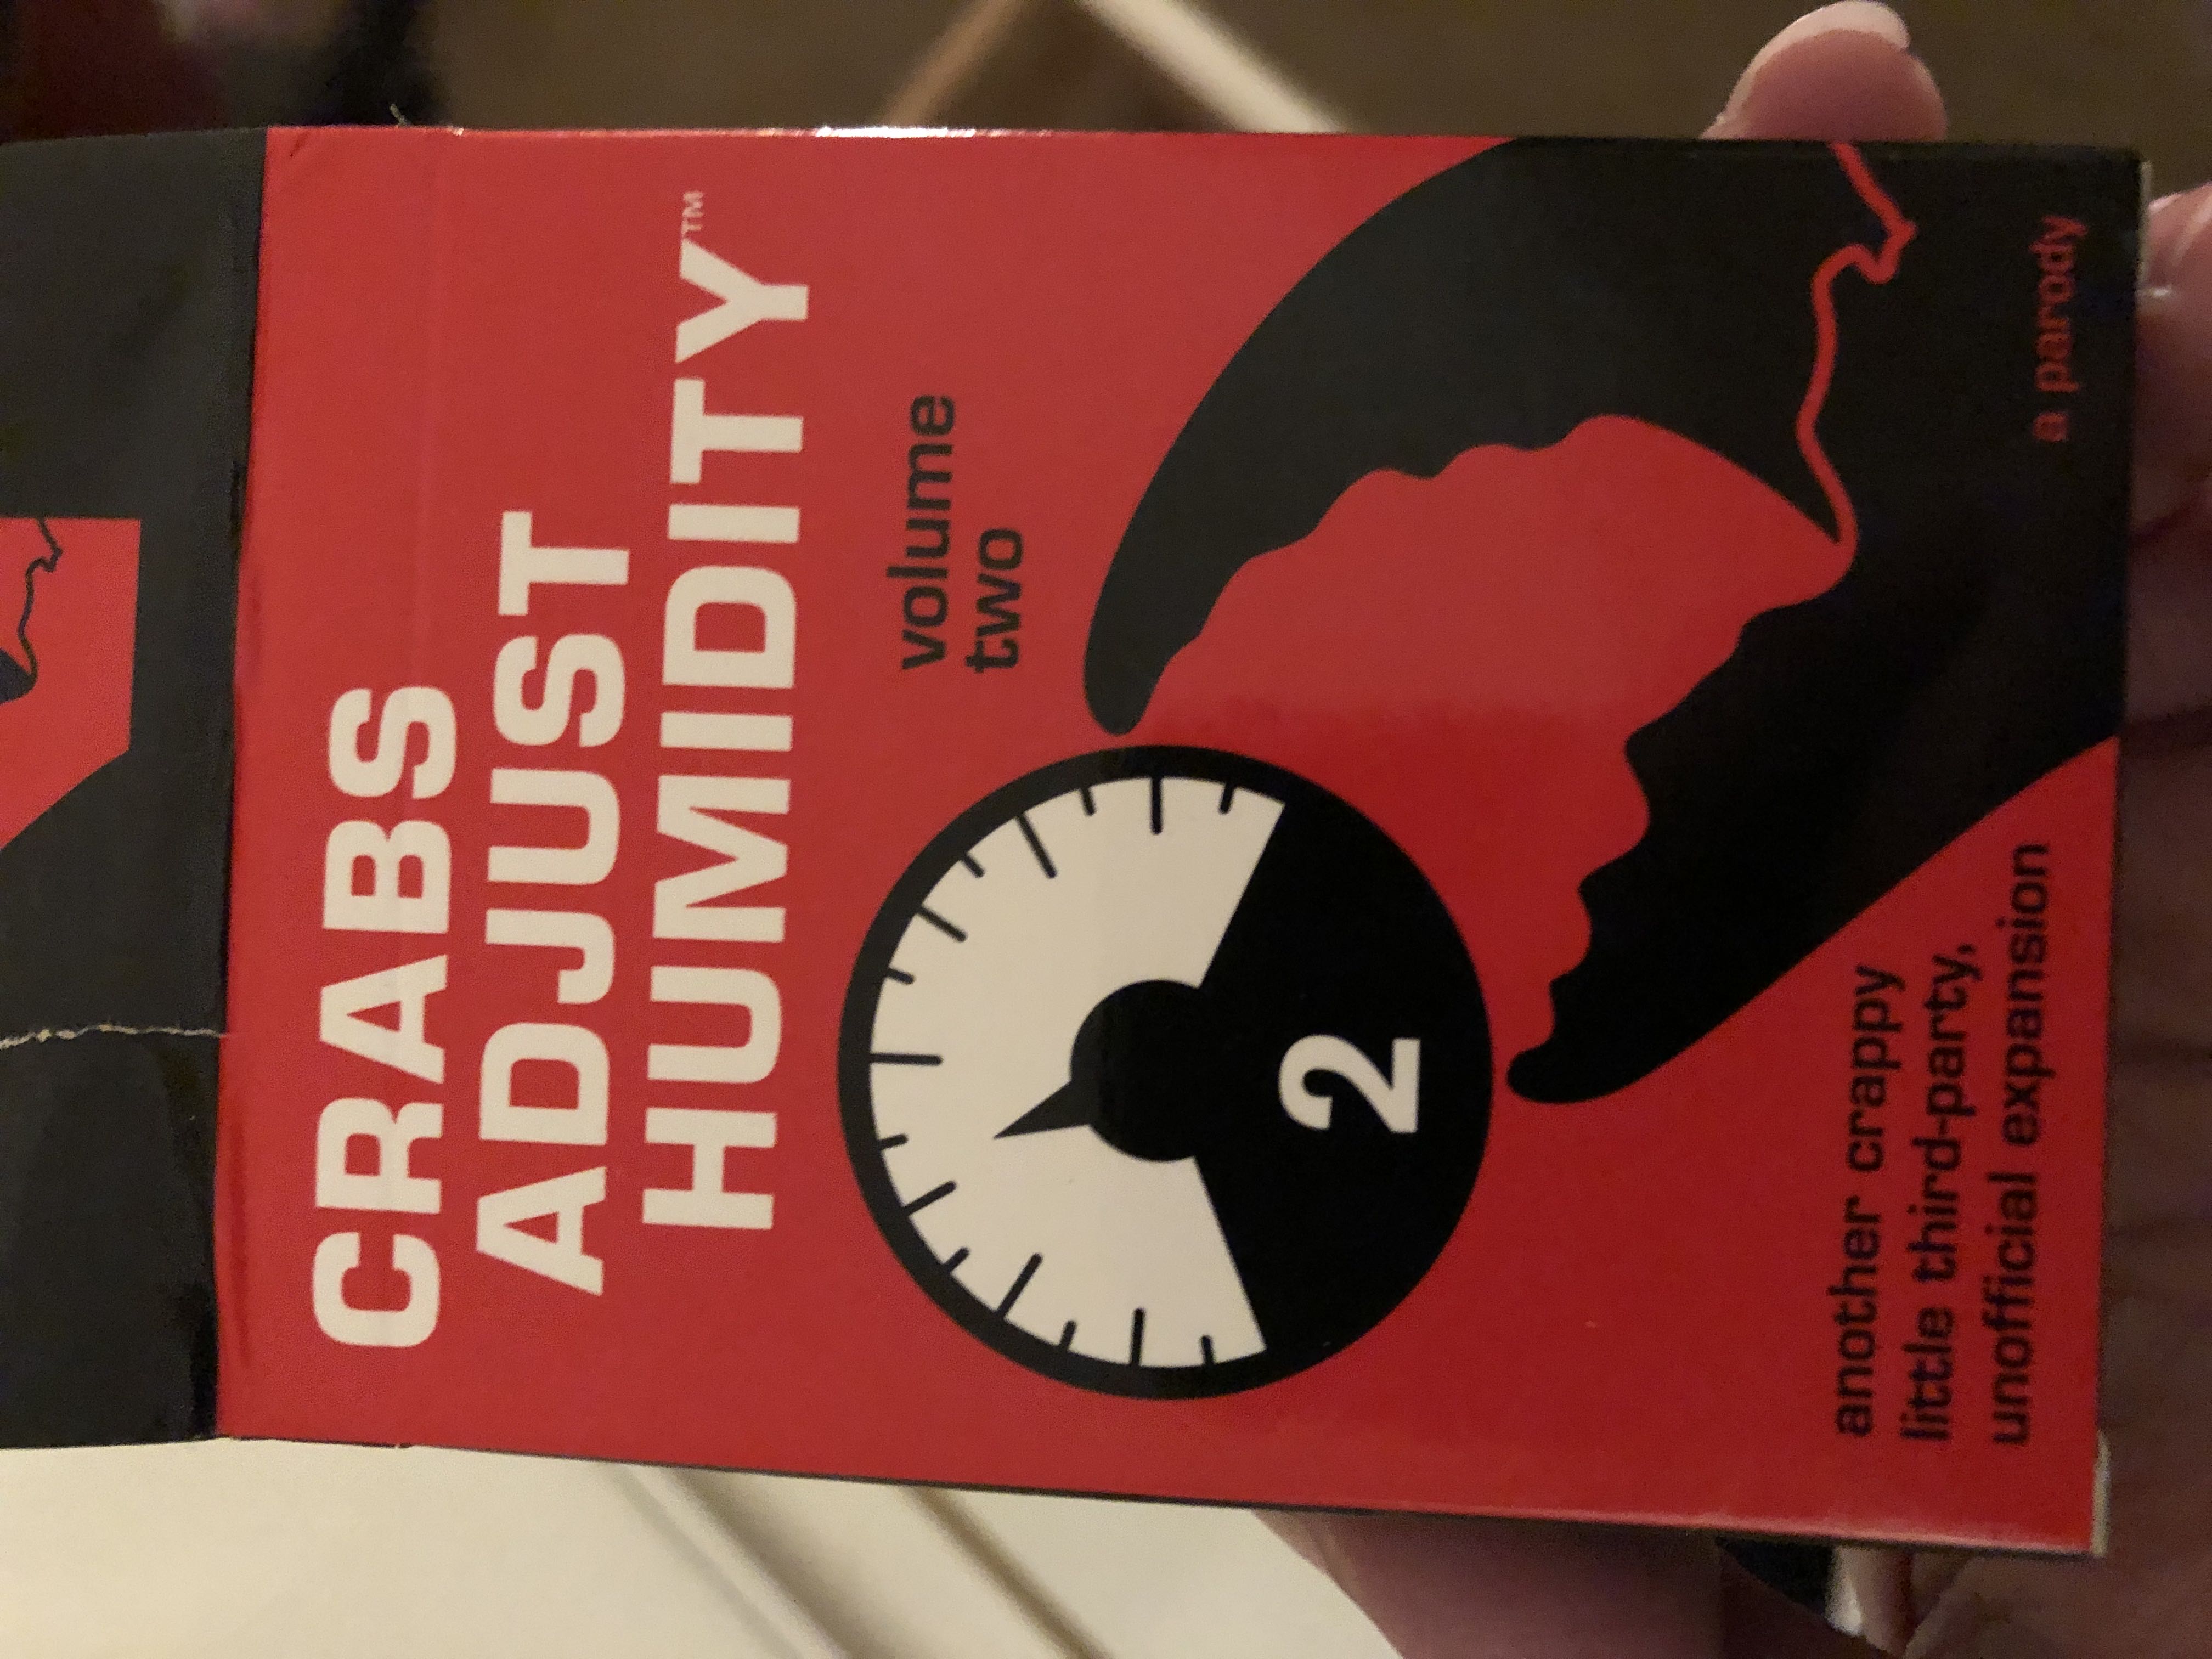 CRABS
ADJUST
HUMIDITY™
volume
two
2
another crappy
little third-party,
unofficial expansion
a parody